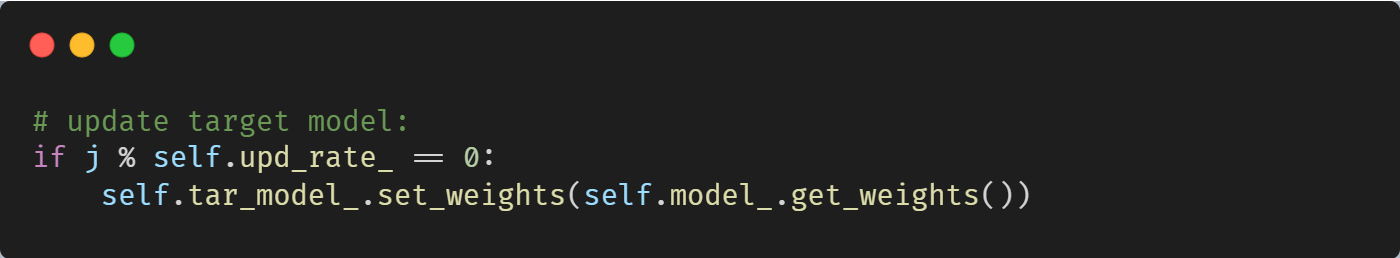 # update target model:
if j % self.upd_rate_ == 0:
    self.tar_model_.set_weights(self.model_.get_weights())